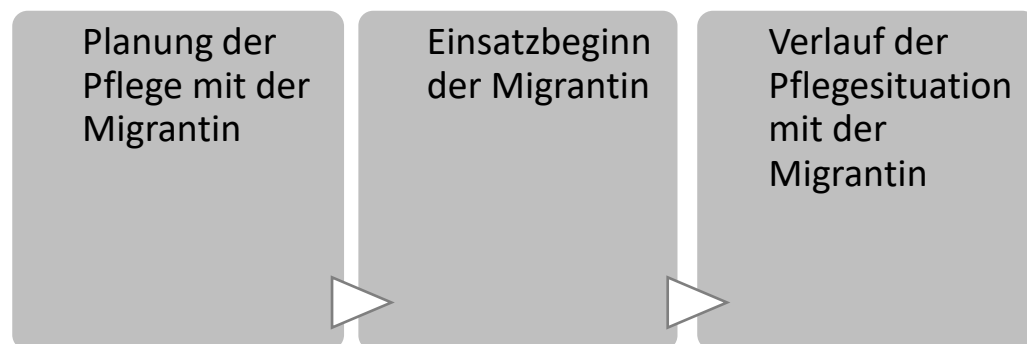 Planung der
Pflege mit der
Migrantin
Einsatzbeginn
der Migrantin
Verlauf der
Pflegesituation
mit der
Migrantin